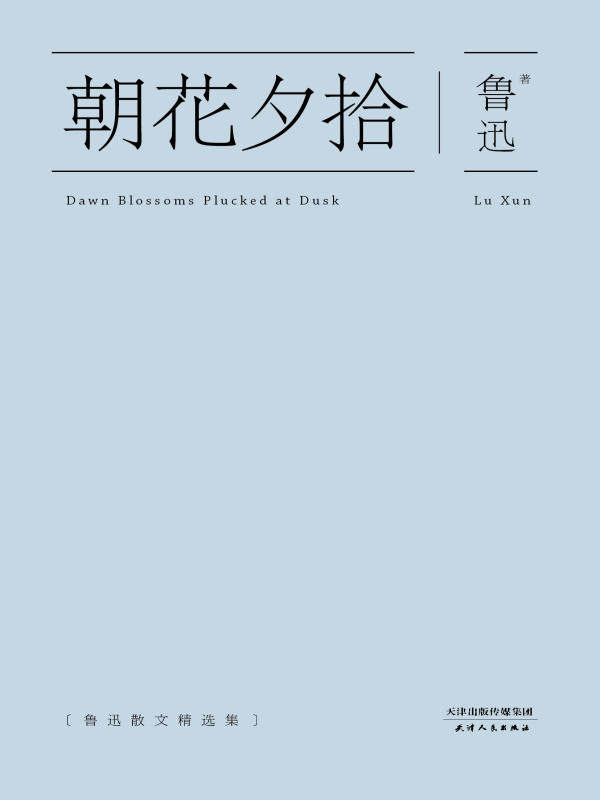 朝花夕拾
鲁迅 著
Dawn Blossoms Plucked at Dusk
Lu Xun
〔鲁迅散文精选集〕
天津出版传媒集团
天津人民出版社